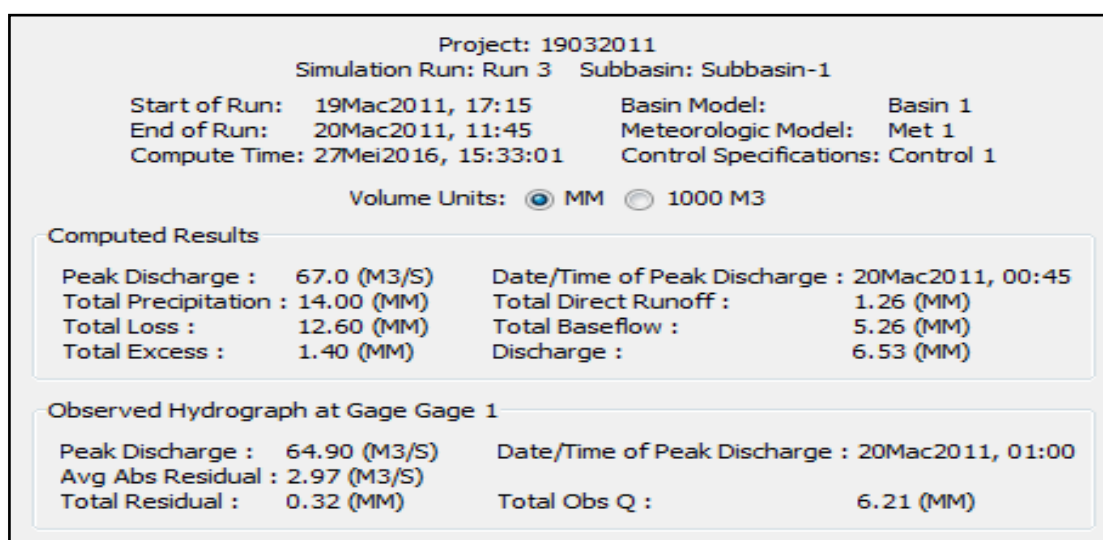 Project: 19032011
Simulation Run: Run 3 Subbasin: Subbasin-1
Start of Run: 19Mac2011, 17:15 Basin Model: Basin 1
End of Run: 20Mac2011, 11:45 Meteorologic Model: Met 1
Compute Time: 27Mei2016, 15:33:01 Control Specifications: Control 1
Volume Units: MM 1000 M3
Computed Results
Peak Discharge : 67.0 (M3/S) Date/Time of Peak Discharge : 20Mac2011, 00:45
Total Precipitation : 14.00 (MM) Total Direct Runoff : 1.26 (MM)
Total Loss : 12.60 (MM) Total Baseflow : 5.26 (MM)
Total Excess : 1.40 (MM) Discharge : 6.53 (MM)
Observed Hydrograph at Gage Gage 1
Peak Discharge : 64.90 (M3/S) Date/Time of Peak Discharge : 20Mac2011, 01:00
Avg Abs Residual : 2.97 (M3/S)
Total Residual : 0.32 (MM) Total Obs Q : 6.21 (MM)